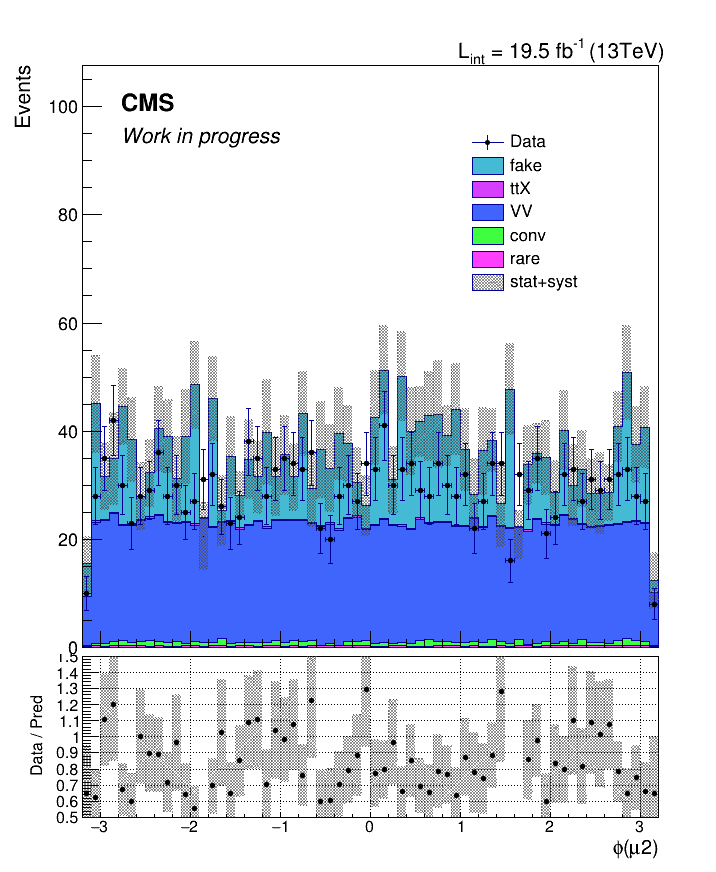 L_int = 19.5 fb^-1 (13TeV)
Events
CMS
Work in progress
Data
fake
ttX
VV
conv
rare
stat+syst
100
80
60
40
20
0
Data / Pred
1.5
1.4
1.3
1.2
1.1
1
0.9
0.8
0.7
0.6
0.5
−3 −2 −1 0 1 2 3
ϕ(μ2)